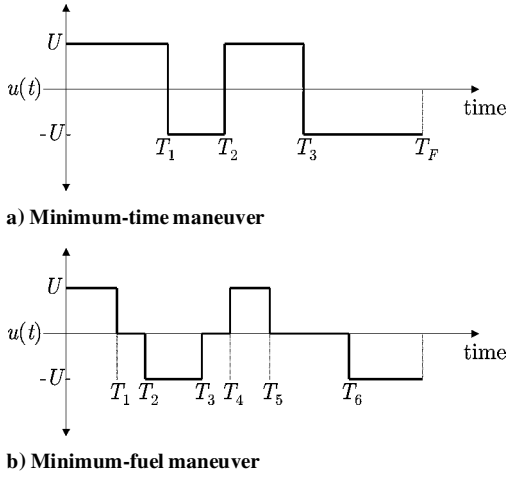 U
u(t)
time
-U
T1 T2 T3 TF
a) Minimum-time maneuver
U
u(t)
time
-U
T1 T2 T3 T4 T5 T6
b) Minimum-fuel maneuver